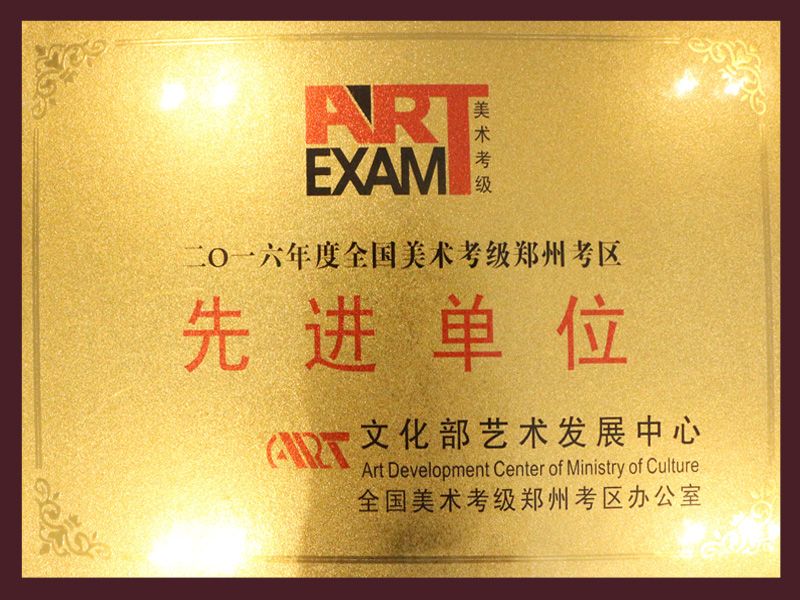 ART
EXAM
美术考级
二〇一六年度全国美术考级郑州考区
先进单位
ART 文化部艺术发展中心
Art Development Center of Ministry of Culture
全国美术考级郑州考区办公室